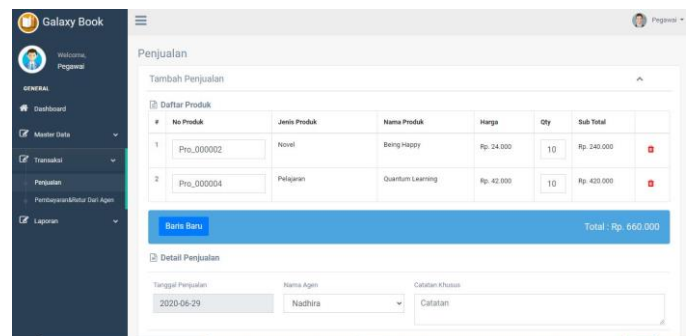 Galaxy Book
Pegawai
Welcome,
Pegawai
GENERAL
Dashboard
Master Data
Transaksi
Penjualan
Pembayaran&Retur Dari Agen
Laporan
Penjualan
Tambah Penjualan
Daftar Produk
# No Produk Jenis Produk Nama Produk Harga Qty Sub Total
1 Pro_000002 Novel Being Happy Rp. 24.000 10 Rp. 240.000
2 Pro_000004 Pelajaran Quantum Learning Rp. 42.000 10 Rp. 420.000
Baris Baru Total : Rp. 660.000
Detail Penjualan
Tanggal Penjualan Nama Agen Catatan Khusus
2020-06-29 Nadhira Catatan